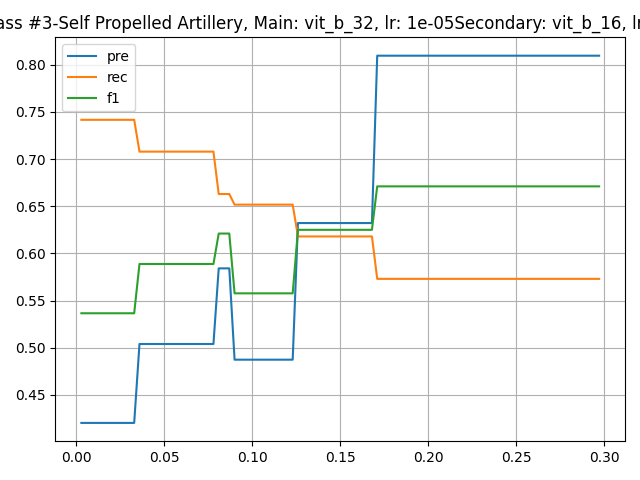 ass #3-Self Propelled Artillery, Main: vit_b_32, lr: 1e-05Secondary: vit_b_16, l
pre
rec
f1
0.80
0.75
0.70
0.65
0.60
0.55
0.50
0.45
0.00 0.05 0.10 0.15 0.20 0.25 0.30